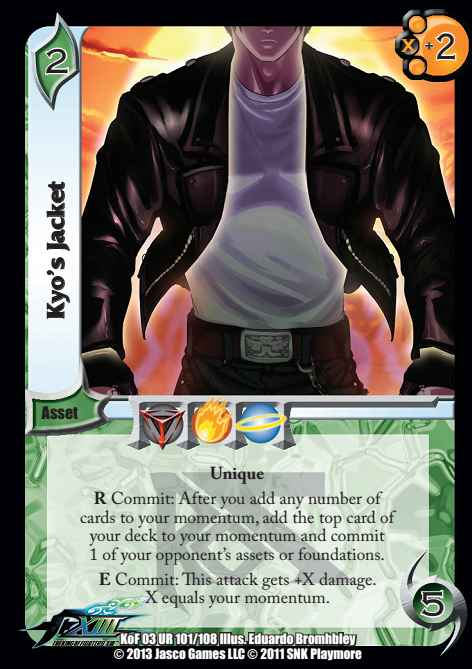 2
X +2
Kyo's Jacket
Asset
Unique
R Commit: After you add any number of
cards to your momentum, add the top card of
your deck to your momentum and commit
1 of your opponent's assets or foundations.
E Commit: This attack gets +X damage.
X equals your momentum.
5
XIII
KoF 03 UR 101/108 Illus. Eduardo Bromhbley
© 2013 Jasco Games LLC © 2011 SNK Playmore